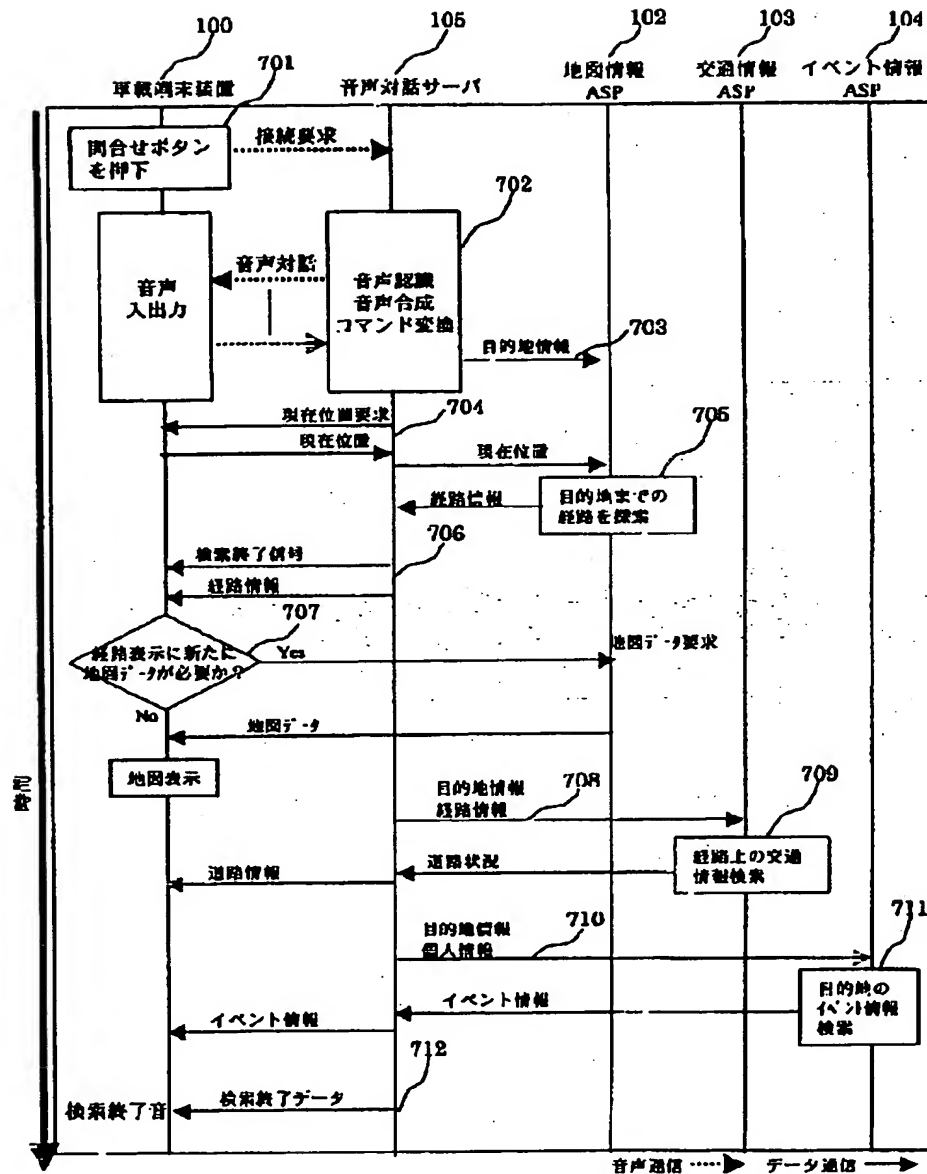 100
105
102
103
104
車載端末装置
701
音声対話サーバ
地図情報
ASP
交通情報
ASP
イベント情報
ASP
問合せボタン
を押下
接続要求
702
音声
入出力
音声対話
音声認識
音声合成
コマンド変換
703
目的地情報
704
現在位置要求
現在位置
現在位置
705
目的地までの
経路を探索
経路情報
706
検索終了信号
経路情報
707
経路表示に新たに
地図データが必要か?
Yes
地図データ要求
No
地図データ
地図表示
時間
目的地情報
経路情報
708
709
経路上の交通
情報検索
道路状況
道路情報
目的地情報
個人情報
710
711
目的地の
イベント情報
検索
イベント情報
イベント情報
712
検索終了データ
検索終了音
音声通信
データ通信